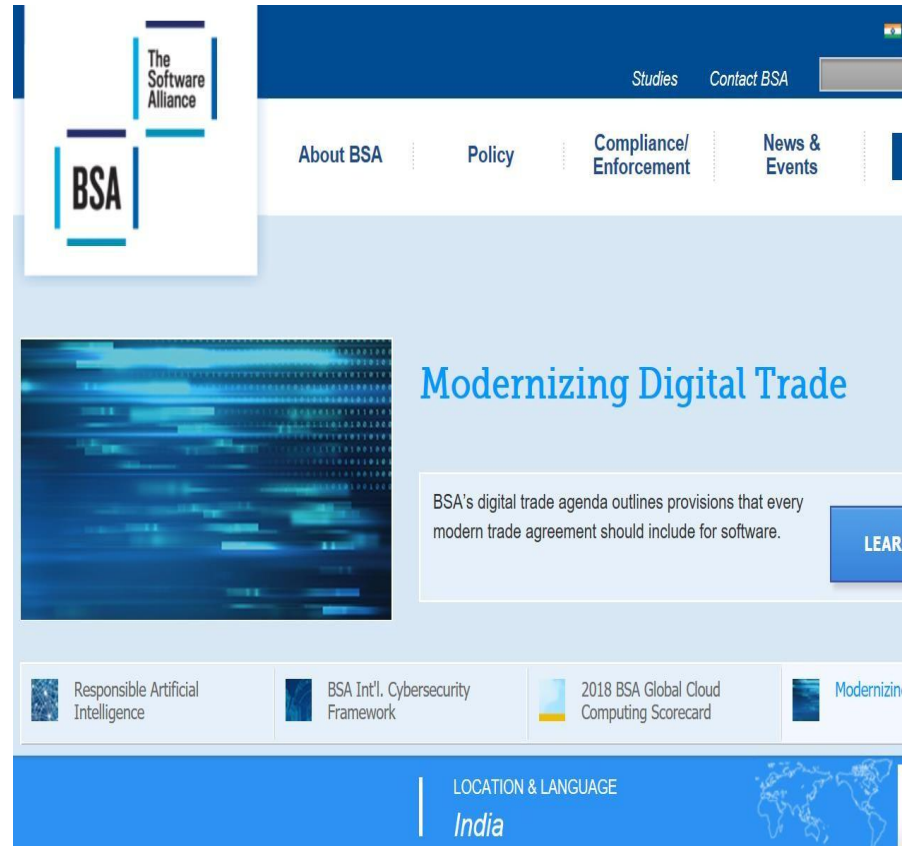 The
Software
Alliance
BSA
Studies Contact BSA
About BSA Policy Compliance/ Enforcement News & Events
Modernizing Digital Trade
BSA's digital trade agenda outlines provisions that every
modern trade agreement should include for software.
LEAR
Responsible Artificial
Intelligence
BSA Int'l. Cybersecurity
Framework
2018 BSA Global Cloud
Computing Scorecard
Modernizin
LOCATION & LANGUAGE
India